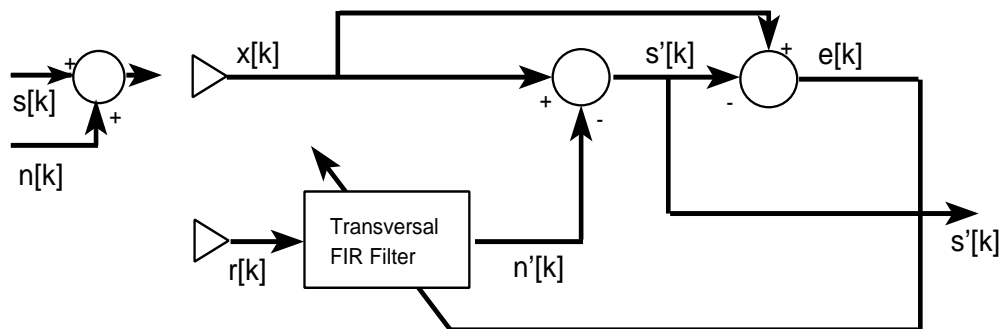 x[k]
s’[k]
+
e[k]
+
s[k]
+
+
-
-
n[k]
Transversal
FIR Filter
r[k]
n’[k]
s’[k]